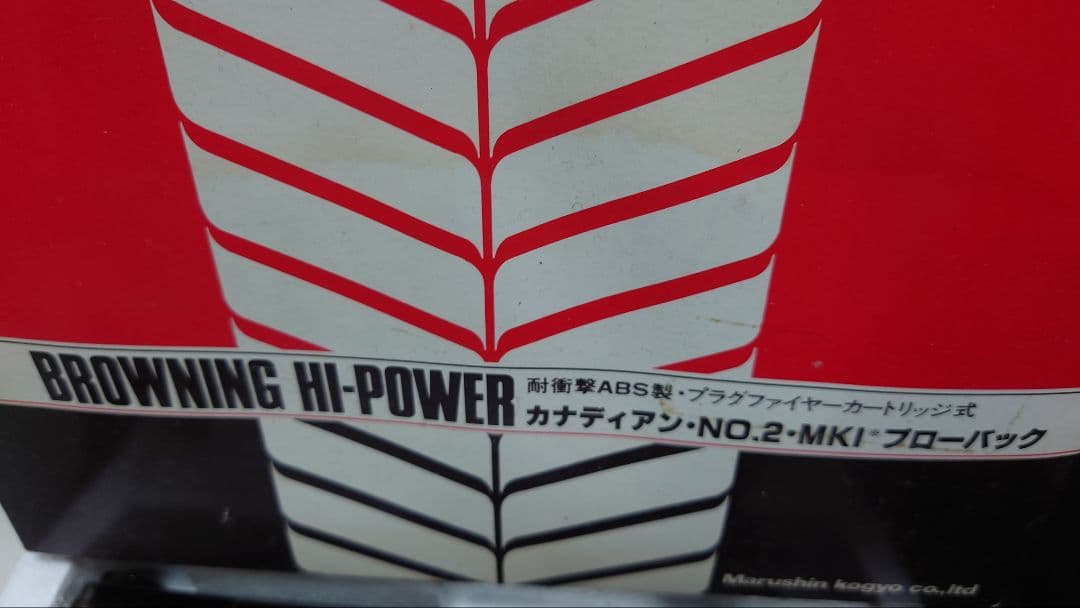 BROWNING HI-POWER
耐衝撃ABS製・プラグファイヤーカートリッジ式
カナディアン・NO.2・MKI*ブローバック
Marushin kogyo co.,ltd